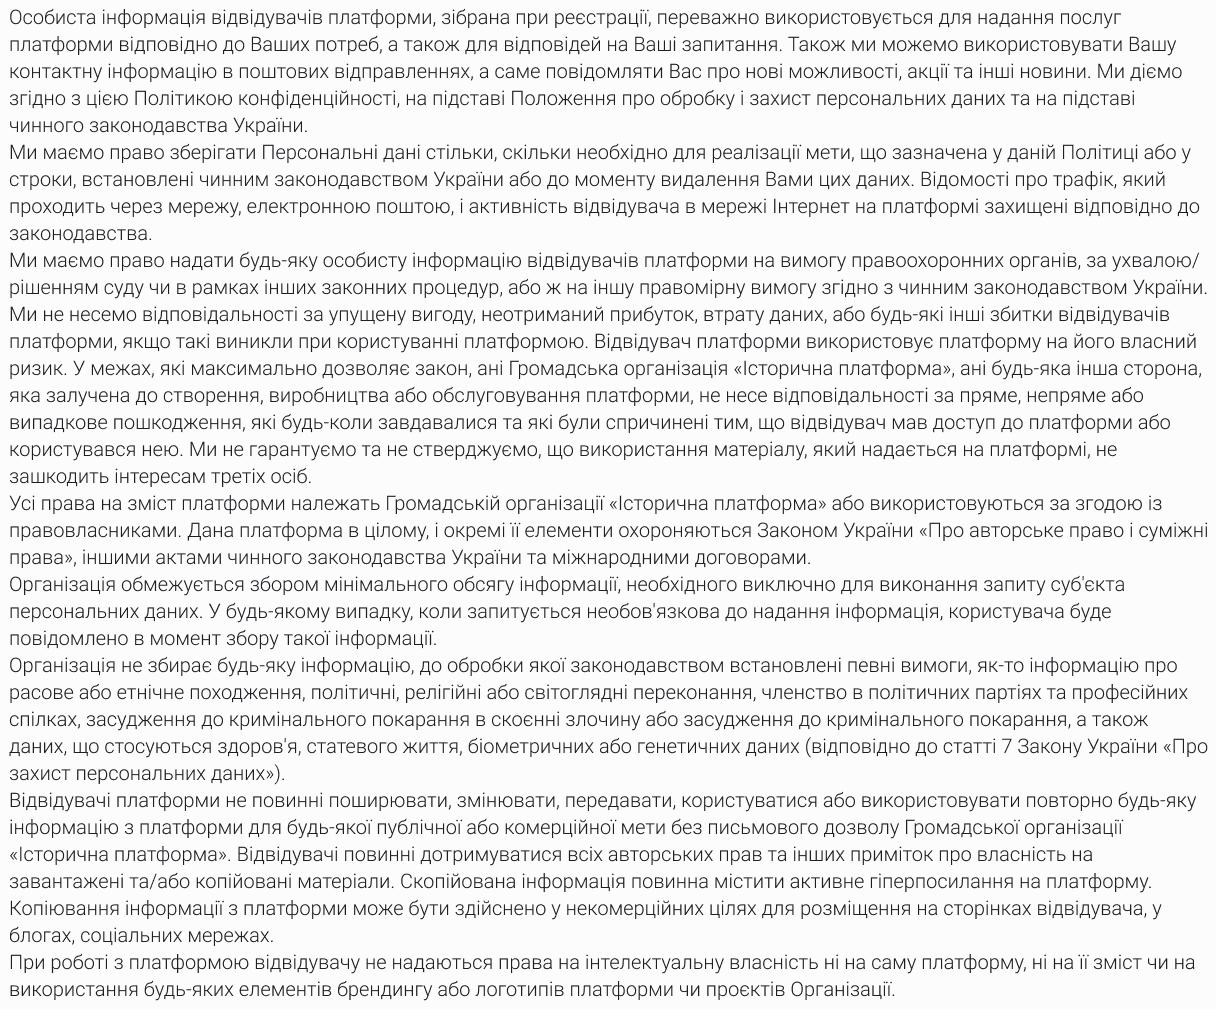 Особиста інформація відвідувачів платформи, зібрана при реєстрації, переважно використовується для надання послуг
платформи відповідно до Ваших потреб, а також для відповідей на Ваші запитання. Також ми можемо використовувати Вашу
контактну інформацію в поштових відправленнях, а саме повідомляти Вас про нові можливості, акції та інші новини. Ми діємо
згідно з цією Політикою конфіденційності, на підставі Положення про обробку і захист персональних даних та на підставі
чинного законодавства України.
Ми маємо право зберігати Персональні дані стільки, скільки необхідно для реалізації мети, що зазначена у даній Політиці або у
строки, встановлені чинним законодавством України або до моменту видалення Вами цих даних. Відомості про трафік, який
проходить через мережу, електронною поштою, і активність відвідувача в мережі Інтернет на платформі захищені відповідно до
законодавства.
Ми маємо право надати будь-яку особисту інформацію відвідувачів платформи на вимогу правоохоронних органів, за ухвалою/
рішенням суду чи в рамках інших законних процедур, або ж на іншу правомірну вимогу згідно з чинним законодавством України.
Ми не несемо відповідальності за упущену вигоду, неотриманий прибуток, втрату даних, або будь-які інші збитки відвідувачів
платформи, якщо такі виникли при користуванні платформою. Відвідувач платформи використовує платформу на його власний
ризик. У межах, які максимально дозволяє закон, ані Громадська організація «Історична платформа», ані будь-яка інша сторона,
яка залучена до створення, виробництва або обслуговування платформи, не несе відповідальності за пряме, непряме або
випадкове пошкодження, які будь-коли завдавалися та які були спричинені тим, що відвідувач мав доступ до платформи або
користувався нею. Ми не гарантуємо та не стверджуємо, що використання матеріалу, який надається на платформі, не
зашкодить інтересам третіх осіб.
Усі права на зміст платформи належать Громадській організації «Історична платформа» або використовуються за згодою із
правовласниками. Дана платформа в цілому, і окремі її елементи охороняються Законом України «Про авторське право і суміжні
права», іншими актами чинного законодавства України та міжнародними договорами.
Організація обмежується збором мінімального обсягу інформації, необхідного виключно для виконання запиту суб'єкта
персональних даних. У будь-якому випадку, коли запитується необов'язкова до надання інформація, користувача буде
повідомлено в момент збору такої інформації.
Організація не збирає будь-яку інформацію, до обробки якої законодавством встановлені певні вимоги, як-то інформацію про
расове або етнічне походження, політичні, релігійні або світоглядні переконання, членство в політичних партіях та професійних
спілках, засудження до кримінального покарання в скоєнні злочину або засудження до кримінального покарання, а також
даних, що стосуються здоров'я, статевого життя, біометричних або генетичних даних (відповідно до статті 7 Закону України «Про
захист персональних даних»).
Відвідувачі платформи не повинні поширювати, змінювати, передавати, користуватися або використовувати повторно будь-яку
інформацію з платформи для будь-якої публічної або комерційної мети без письмового дозволу Громадської організації
«Історична платформа». Відвідувачі повинні дотримуватися всіх авторських прав та інших приміток про власність на
завантажені та/або копійовані матеріали. Скопійована інформація повинна містити активне гіперпосилання на платформу.
Копіювання інформації з платформи може бути здійснено у некомерційних цілях для розміщення на сторінках відвідувача, у
блогах, соціальних мережах.
При роботі з платформою відвідувачу не надаються права на інтелектуальну власність ні на саму платформу, ні на її зміст чи на
використання будь-яких елементів брендингу або логотипів платформи чи проєктів Організації.